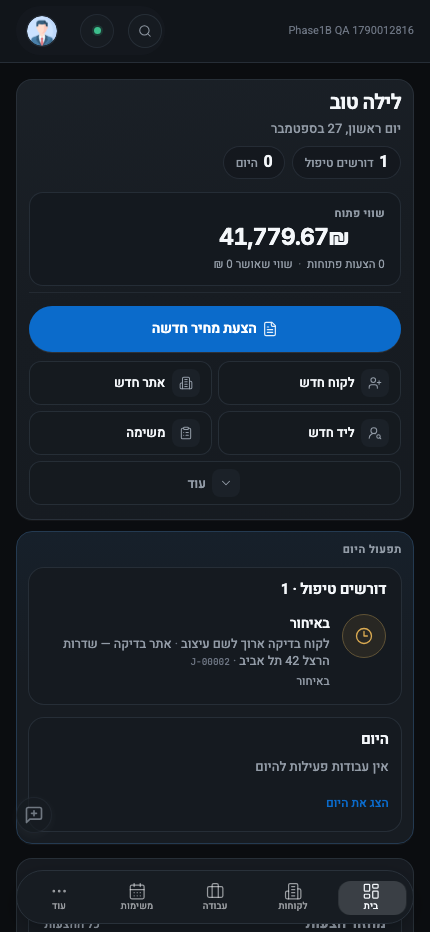 Phase1B QA 1790012816
לילה טוב
יום ראשון, 27 בספטמבר
1 דורשים טיפול
0 היום
שווי פתוח
41,779.67₪
0 הצעות פתוחות · שווי שאושר 0 ₪
הצעת מחיר חדשה
לקוח חדש
אתר חדש
ליד חדש
משימה
עוד
תפעול היום
דורשים טיפול · 1
באיחור
לקוח בדיקה ארוך לשם עיצוב · אתר בדיקה — שדרות
הרצל 42 תל אביב · J-00002
באיחור
היום
אין עבודות פעילות להיום
הצג את היום
בית
לקוחות
עבודה
משימות
עוד